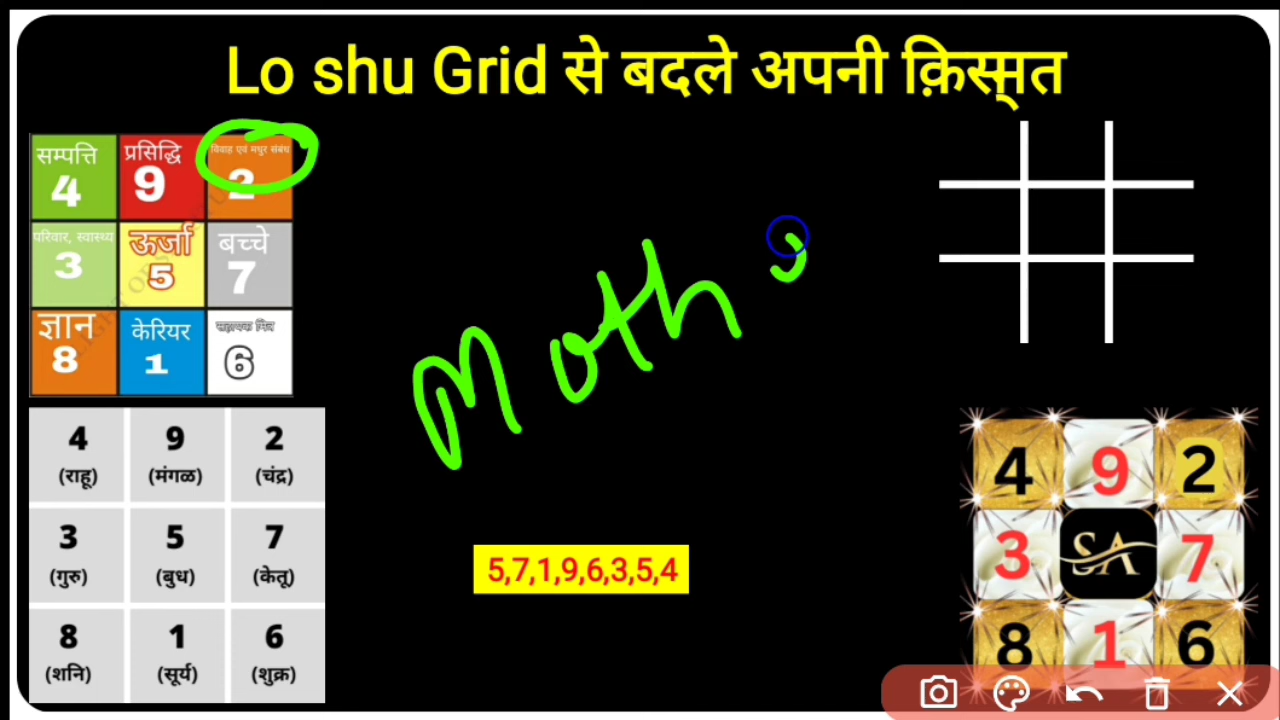 Lo shu Grid से बदले अपनी क़िस्म्त
सम्पत्ति प्रसिद्धि विवाह एवं मधुर संबंध
4 9 2
परिवार, स्वास्थ्य ऊर्जा बच्चे
3 5 7
ज्ञान केरियर सहायक मित्र
8 1 6
4 9 2
(राहू) (मंगळ) (चंद्र)
3 5 7
(गुरु) (बुध) (केतू)
8 1 6
(शनि) (सूर्य) (शुक्र)
Moth
5,7,1,9,6,3,5,4
4 9 2
3 SA 7
8 1 6